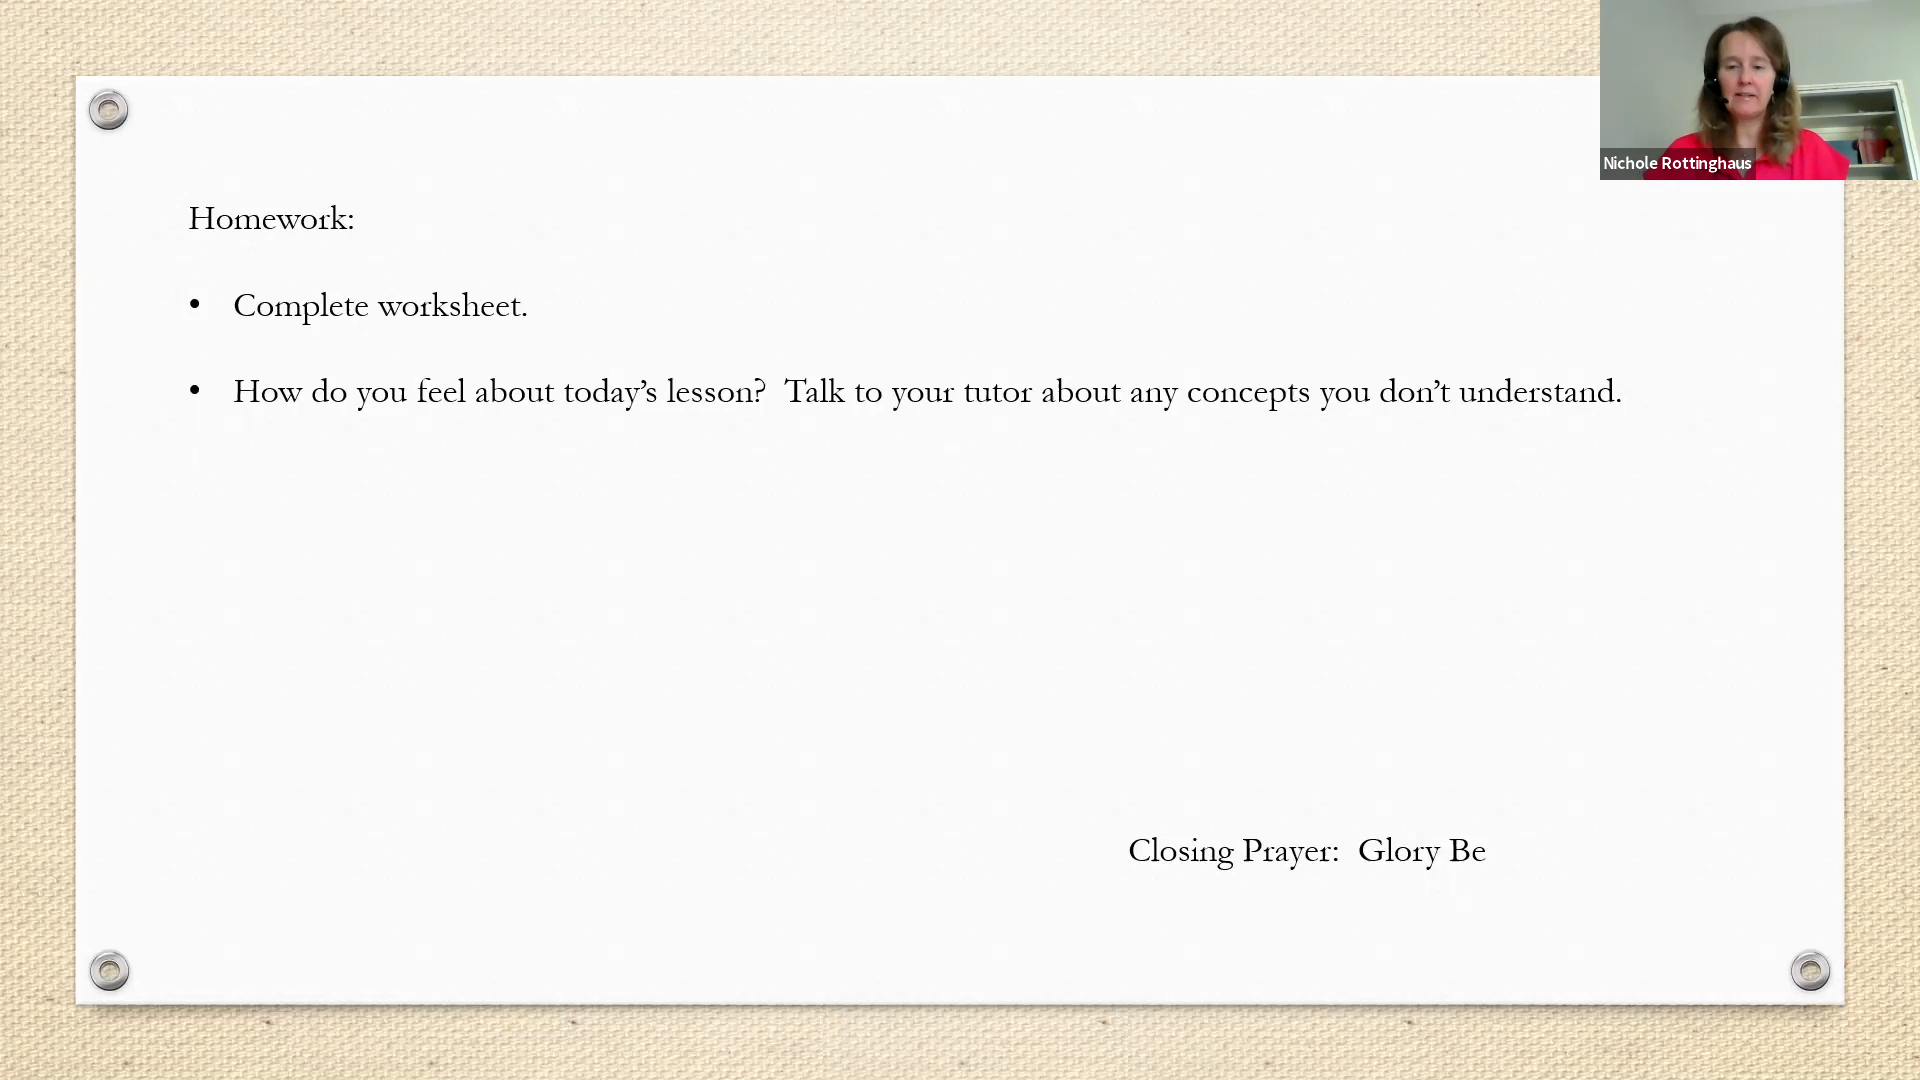 Nichole Rottinghaus
Homework:
• Complete worksheet.
• How do you feel about today’s lesson?  Talk to your tutor about any concepts you don’t understand.
Closing Prayer:  Glory Be